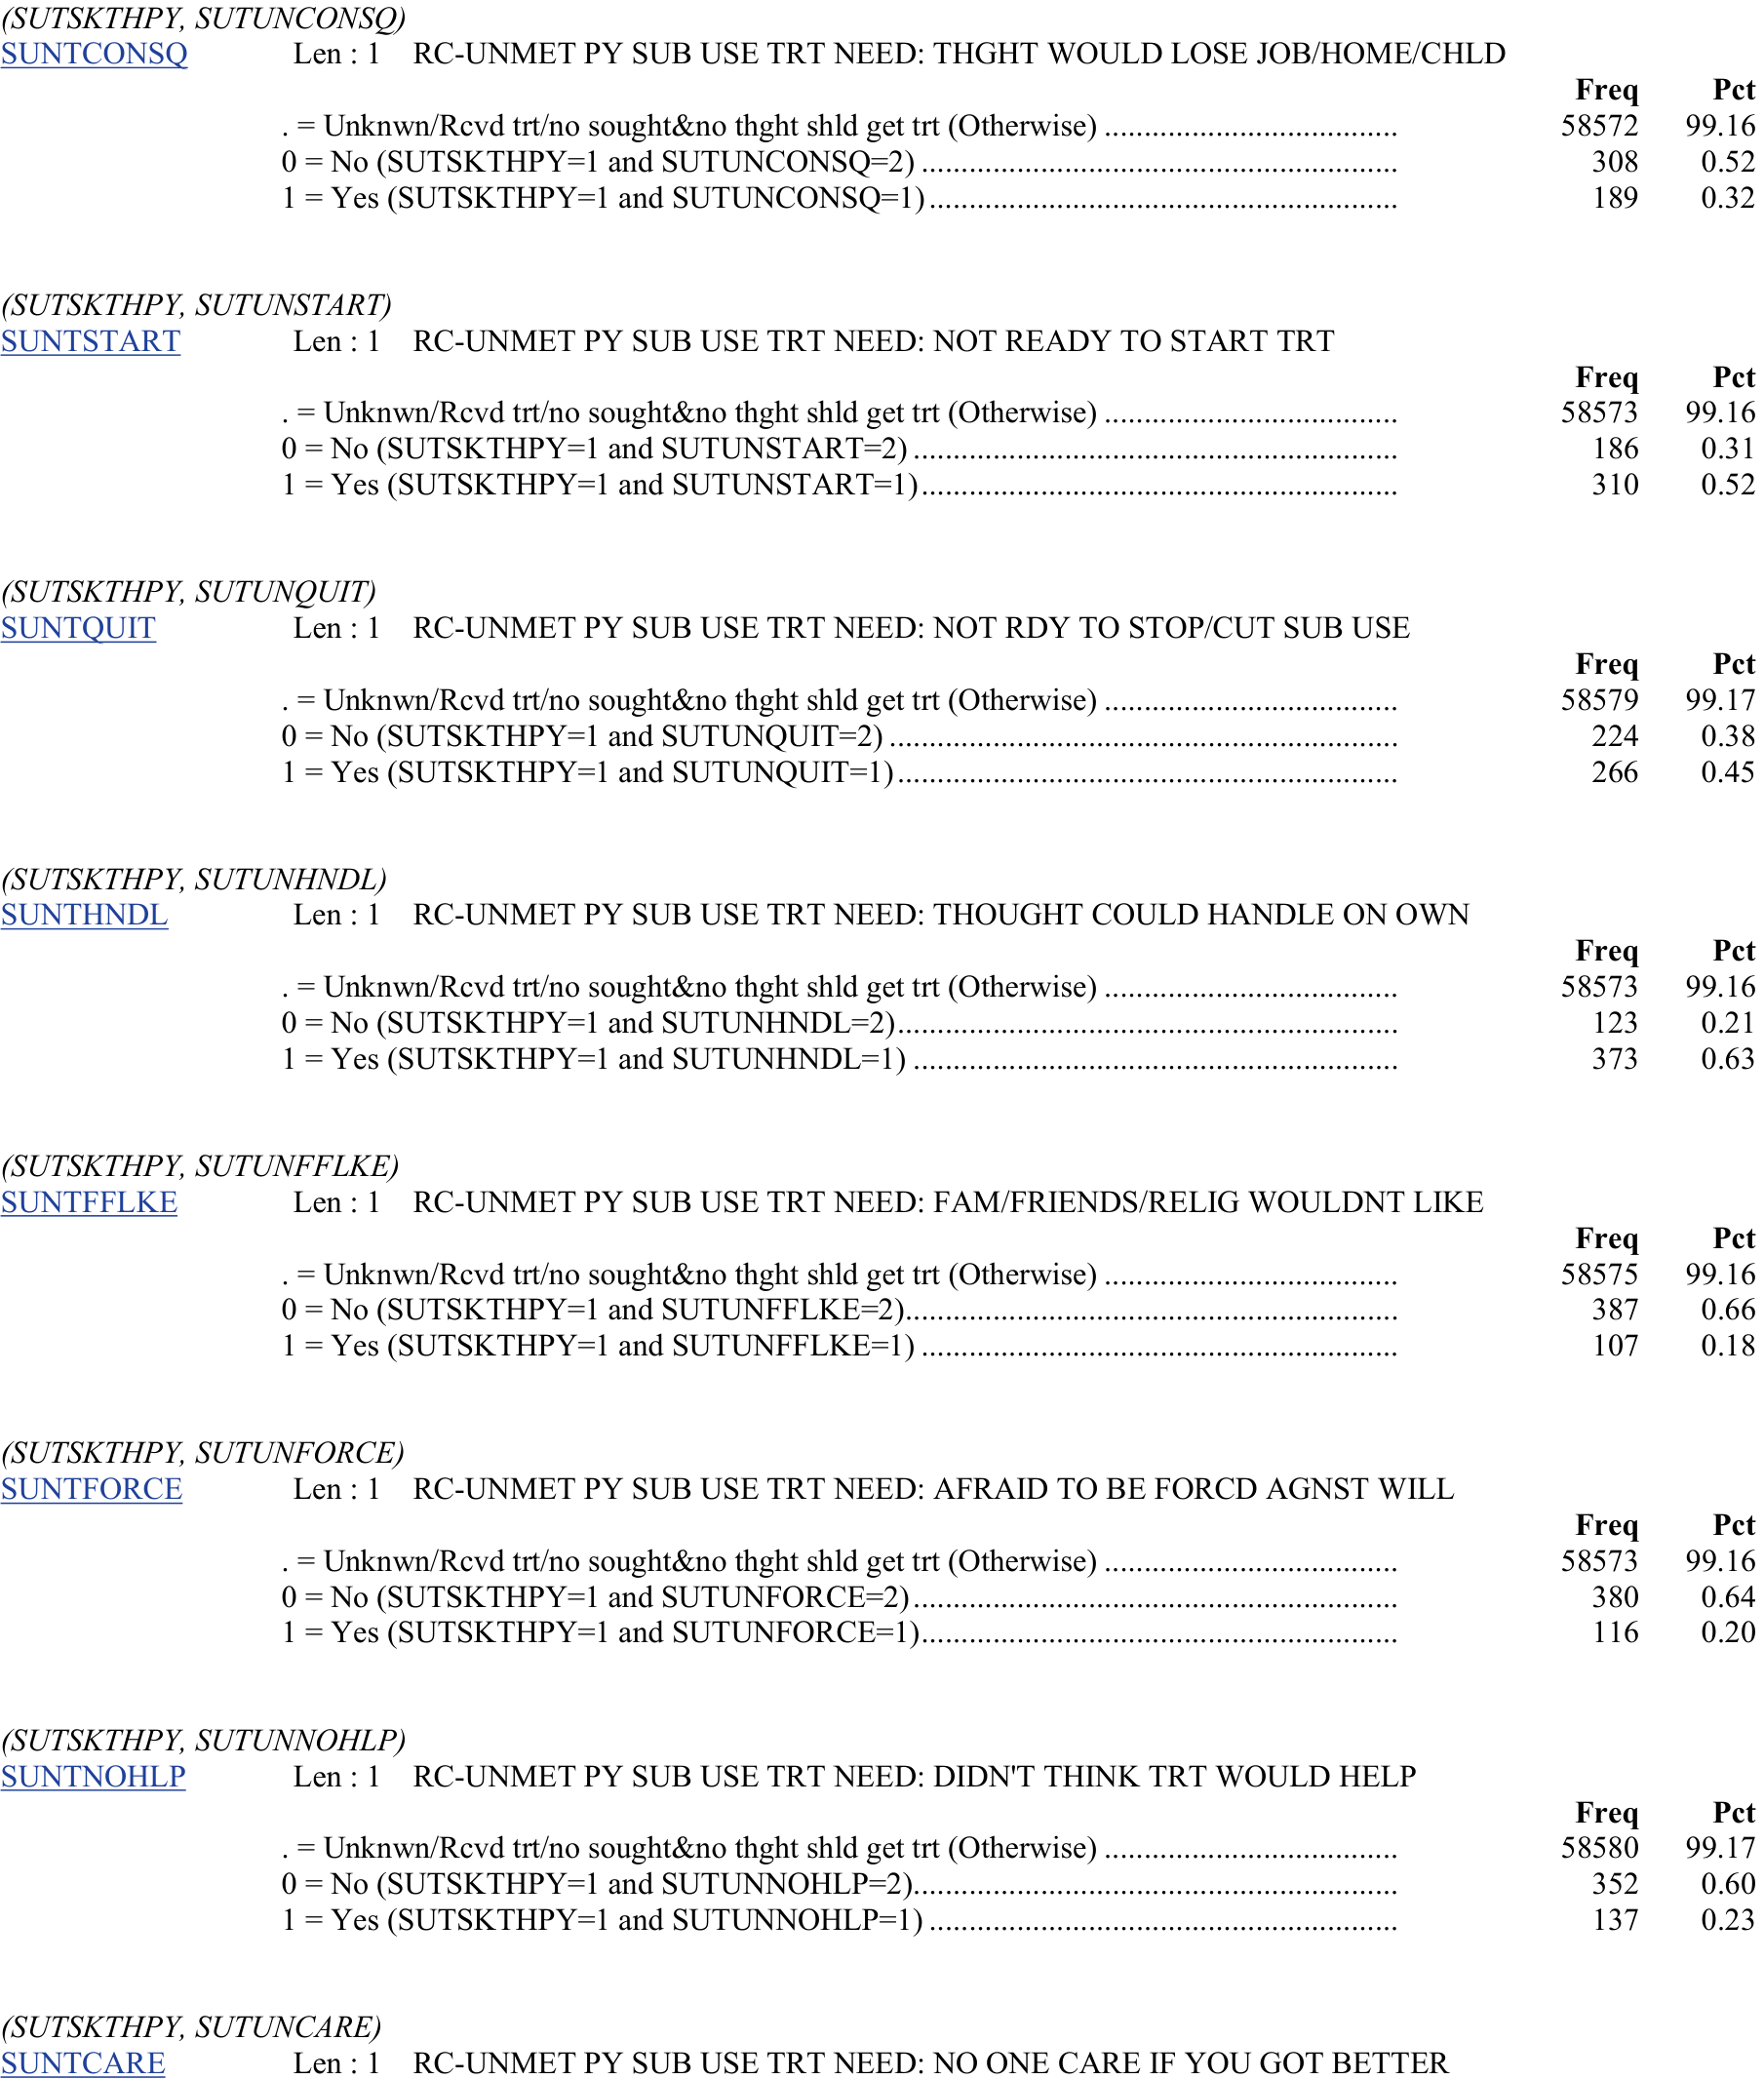 (SUTSKTHPY, SUTUNCONSQ)
SUNTCONSQ Len : 1 RC-UNMET PY SUB USE TRT NEED: THGHT WOULD LOSE JOB/HOME/CHLD
Freq Pct
. = Unknwn/Rcvd trt/no sought&no thght shld get trt (Otherwise) ..................................... 58572 99.16
0 = No (SUTSKTHPY=1 and SUTUNCONSQ=2) ............................................................ 308 0.52
1 = Yes (SUTSKTHPY=1 and SUTUNCONSQ=1)........................................................... 189 0.32
(SUTSKTHPY, SUTUNSTART)
SUNTSTART Len : 1 RC-UNMET PY SUB USE TRT NEED: NOT READY TO START TRT
Freq Pct
. = Unknwn/Rcvd trt/no sought&no thght shld get trt (Otherwise) ..................................... 58573 99.16
0 = No (SUTSKTHPY=1 and SUTUNSTART=2) ............................................................. 186 0.31
1 = Yes (SUTSKTHPY=1 and SUTUNSTART=1)............................................................ 310 0.52
(SUTSKTHPY, SUTUNQUIT)
SUNTQUIT Len : 1 RC-UNMET PY SUB USE TRT NEED: NOT RDY TO STOP/CUT SUB USE
Freq Pct
. = Unknwn/Rcvd trt/no sought&no thght shld get trt (Otherwise) ..................................... 58579 99.17
0 = No (SUTSKTHPY=1 and SUTUNQUIT=2) ................................................................ 224 0.38
1 = Yes (SUTSKTHPY=1 and SUTUNQUIT=1)............................................................... 266 0.45
(SUTSKTHPY, SUTUNHNDL)
SUNTHNDL Len : 1 RC-UNMET PY SUB USE TRT NEED: THOUGHT COULD HANDLE ON OWN
Freq Pct
. = Unknwn/Rcvd trt/no sought&no thght shld get trt (Otherwise) ..................................... 58573 99.16
0 = No (SUTSKTHPY=1 and SUTUNHNDL=2)............................................................... 123 0.21
1 = Yes (SUTSKTHPY=1 and SUTUNHNDL=1) ............................................................. 373 0.63
(SUTSKTHPY, SUTUNFFLKE)
SUNTFFLKE Len : 1 RC-UNMET PY SUB USE TRT NEED: FAM/FRIENDS/RELIG WOULDNT LIKE
Freq Pct
. = Unknwn/Rcvd trt/no sought&no thght shld get trt (Otherwise) ..................................... 58575 99.16
0 = No (SUTSKTHPY=1 and SUTUNFFLKE=2).............................................................. 387 0.66
1 = Yes (SUTSKTHPY=1 and SUTUNFFLKE=1) ............................................................ 107 0.18
(SUTSKTHPY, SUTUNFORCE)
SUNTFORCE Len : 1 RC-UNMET PY SUB USE TRT NEED: AFRAID TO BE FORCD AGNST WILL
Freq Pct
. = Unknwn/Rcvd trt/no sought&no thght shld get trt (Otherwise) ..................................... 58573 99.16
0 = No (SUTSKTHPY=1 and SUTUNFORCE=2)............................................................. 380 0.64
1 = Yes (SUTSKTHPY=1 and SUTUNFORCE=1)............................................................ 116 0.20
(SUTSKTHPY, SUTUNNOHLP)
SUNTNOHLP Len : 1 RC-UNMET PY SUB USE TRT NEED: DIDN'T THINK TRT WOULD HELP
Freq Pct
. = Unknwn/Rcvd trt/no sought&no thght shld get trt (Otherwise) ..................................... 58580 99.17
0 = No (SUTSKTHPY=1 and SUTUNNOHLP=2)............................................................. 352 0.60
1 = Yes (SUTSKTHPY=1 and SUTUNNOHLP=1) ........................................................... 137 0.23
(SUTSKTHPY, SUTUNCARE)
SUNTCARE Len : 1 RC-UNMET PY SUB USE TRT NEED: NO ONE CARE IF YOU GOT BETTER